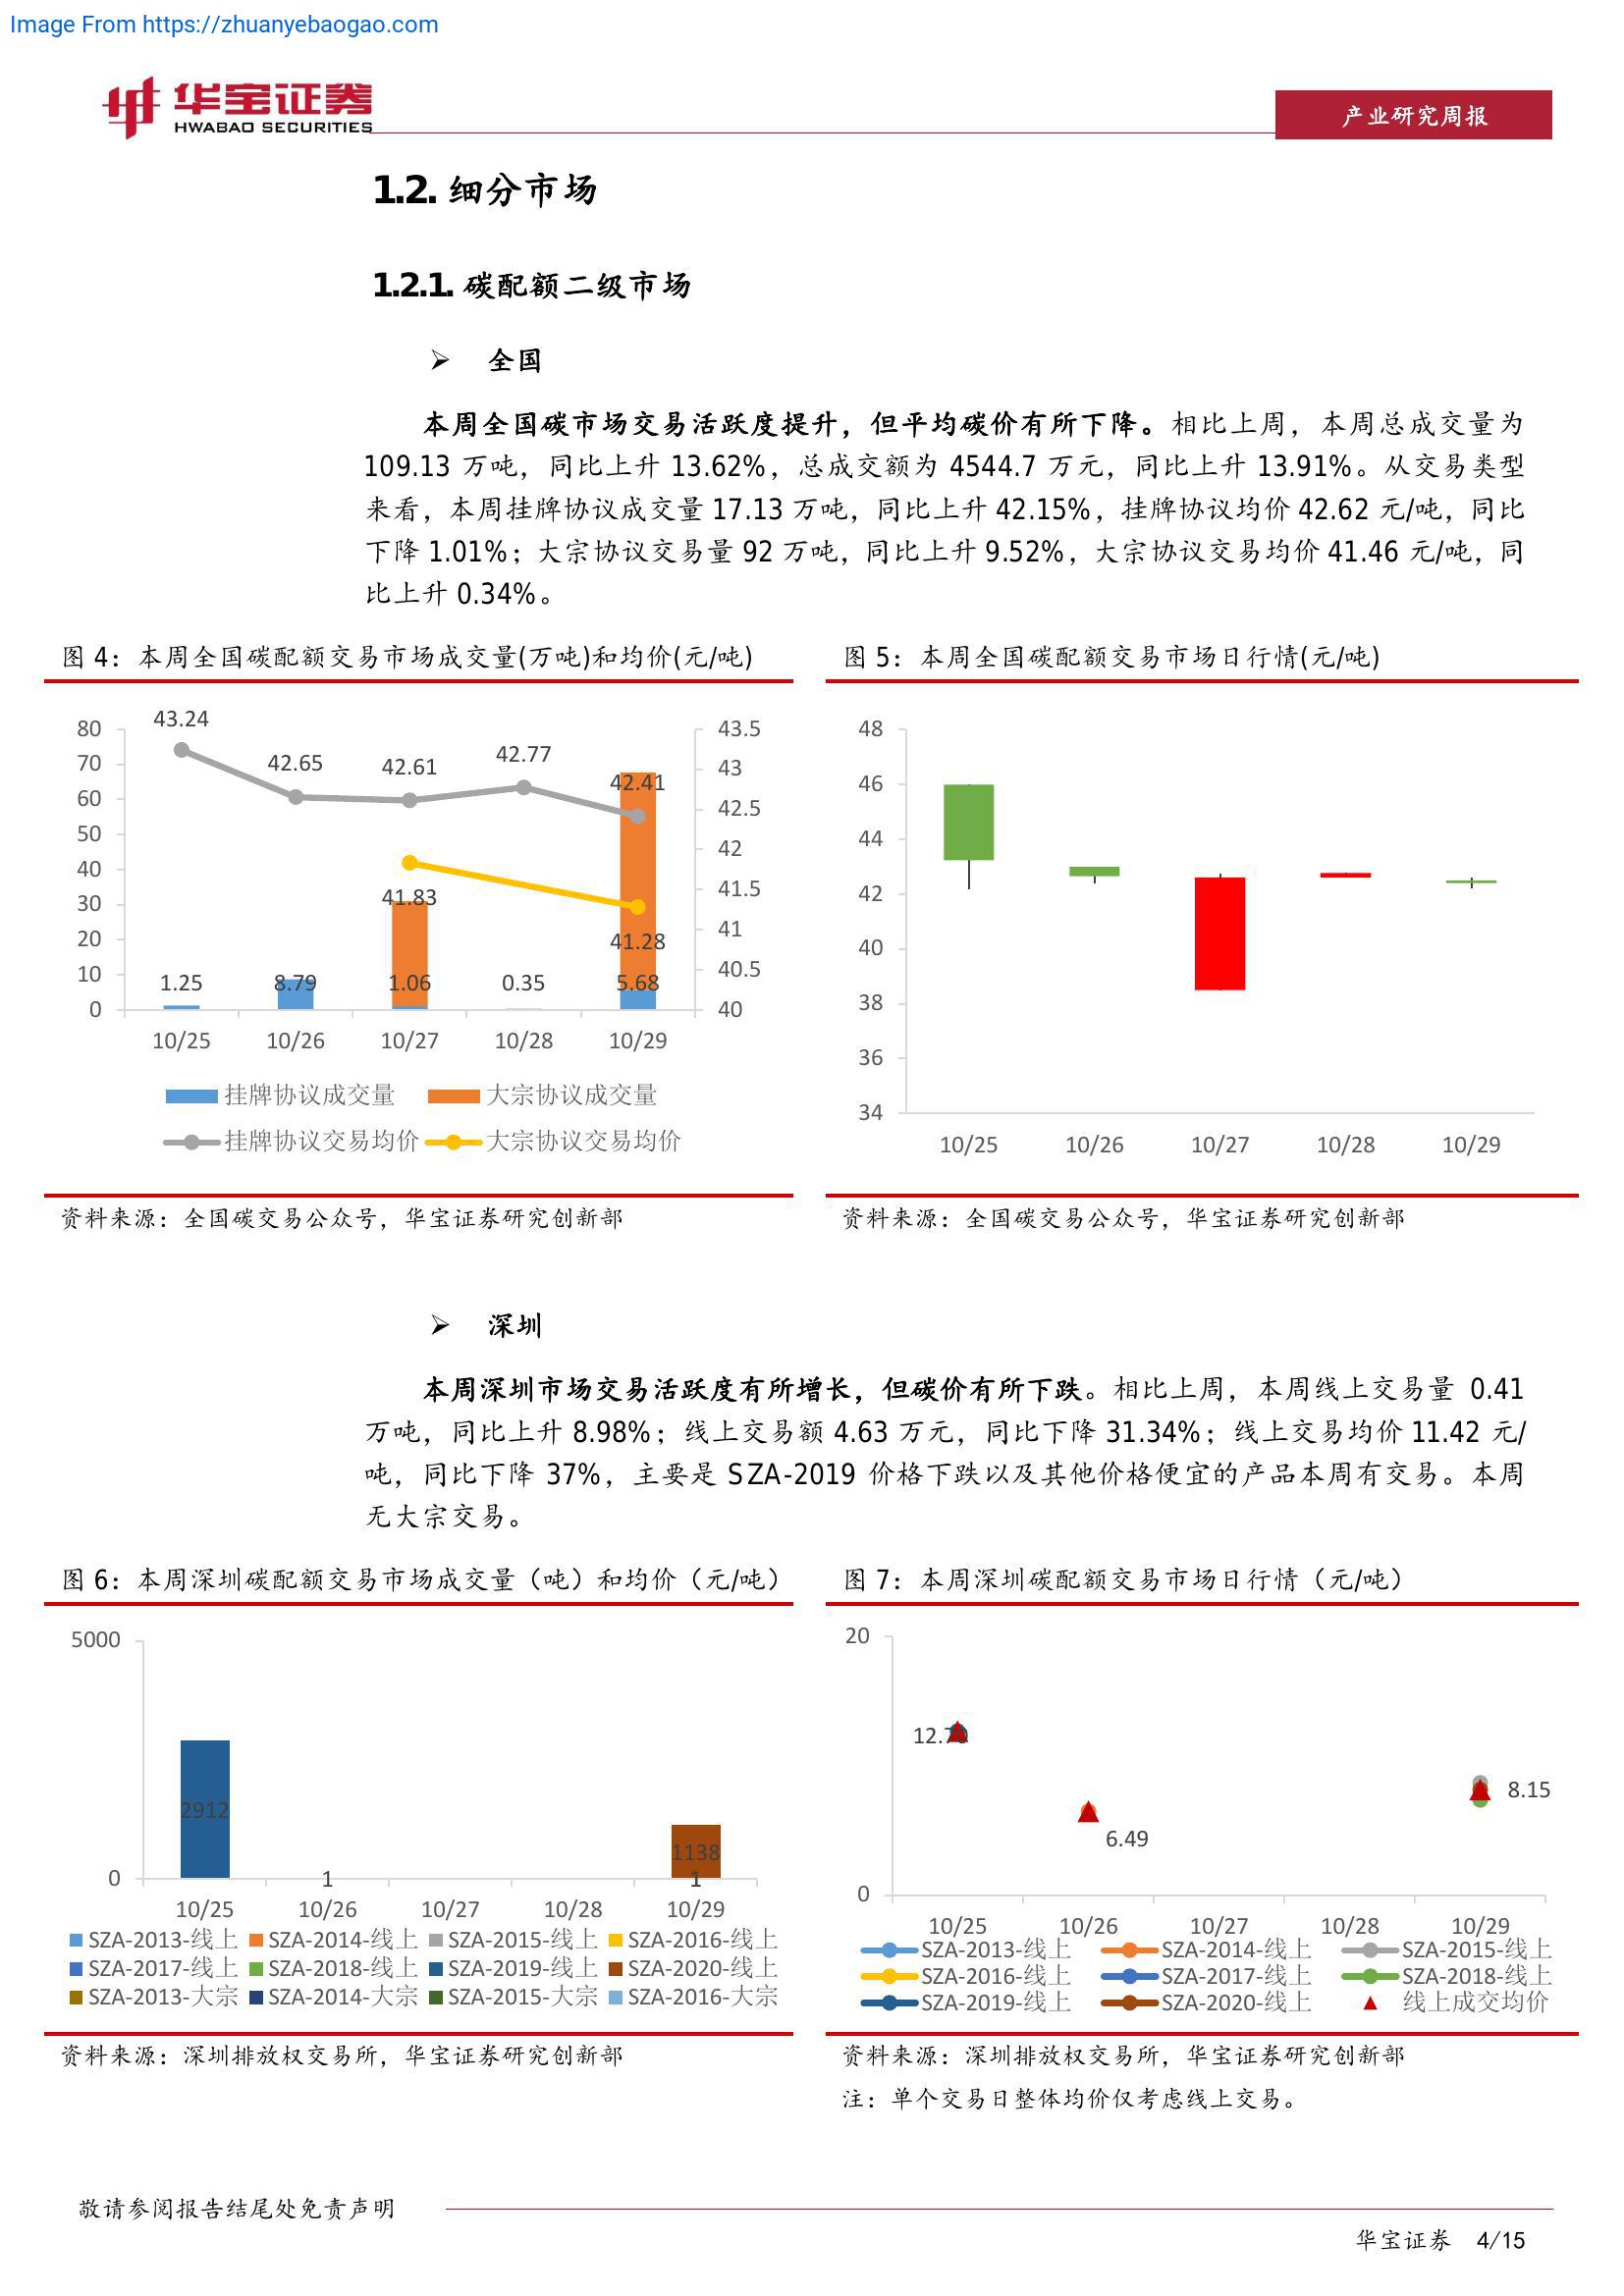 Image From https://zhuanyebaogao.com
华宝证券
HWABAO SECURITIES
产业研究周报
1.2. 细分市场
1.2.1. 碳配额二级市场
➢ 全国
本周全国碳市场交易活跃度提升，但平均碳价有所下降。相比上周，本周总成交量为
109.13 万吨，同比上升 13.62%，总成交额为 4544.7 万元，同比上升 13.91%。从交易类型
来看，本周挂牌协议成交量 17.13 万吨，同比上升 42.15%，挂牌协议均价 42.62 元/吨，同比
下降 1.01%；大宗协议交易量 92 万吨，同比上升 9.52%，大宗协议交易均价 41.46 元/吨，同
比上升 0.34%。
图 4：本周全国碳配额交易市场成交量(万吨)和均价(元/吨)
80
70
60
50
40
30
20
10
0
43.24
42.65
42.61
42.77
42.41
41.83
41.28
1.25
8.79
1.06
0.35
5.68
43.5
43
42.5
42
41.5
41
40.5
40
10/25 10/26 10/27 10/28 10/29
挂牌协议成交量 大宗协议成交量
挂牌协议交易均价 大宗协议交易均价
资料来源：全国碳交易公众号，华宝证券研究创新部
图 5：本周全国碳配额交易市场日行情(元/吨)
48
46
44
42
40
38
36
34
10/25 10/26 10/27 10/28 10/29
资料来源：全国碳交易公众号，华宝证券研究创新部
➢ 深圳
本周深圳市场交易活跃度有所增长，但碳价有所下跌。相比上周，本周线上交易量 0.41
万吨，同比上升 8.98%；线上交易额 4.63 万元，同比下降 31.34%；线上交易均价 11.42 元/
吨，同比下降 37%，主要是 SZA-2019 价格下跌以及其他价格便宜的产品本周有交易。本周
无大宗交易。
图 6：本周深圳碳配额交易市场成交量（吨）和均价（元/吨）
5000
0
2912
1
1138
1
10/25 10/26 10/27 10/28 10/29
SZA-2013-线上 SZA-2014-线上 SZA-2015-线上 SZA-2016-线上
SZA-2017-线上 SZA-2018-线上 SZA-2019-线上 SZA-2020-线上
SZA-2013-大宗 SZA-2014-大宗 SZA-2015-大宗 SZA-2016-大宗
资料来源：深圳排放权交易所，华宝证券研究创新部
图 7：本周深圳碳配额交易市场日行情（元/吨）
20
0
6.49
8.15
10/25 10/26 10/27 10/28 10/29
SZA-2013-线上 SZA-2014-线上 SZA-2015-线上
SZA-2016-线上 SZA-2017-线上 SZA-2018-线上
SZA-2019-线上 SZA-2020-线上 线上成交均价
资料来源：深圳排放权交易所，华宝证券研究创新部
注：单个交易日整体均价仅考虑线上交易。
敬请参阅报告结尾处免责声明
华宝证券 4/15